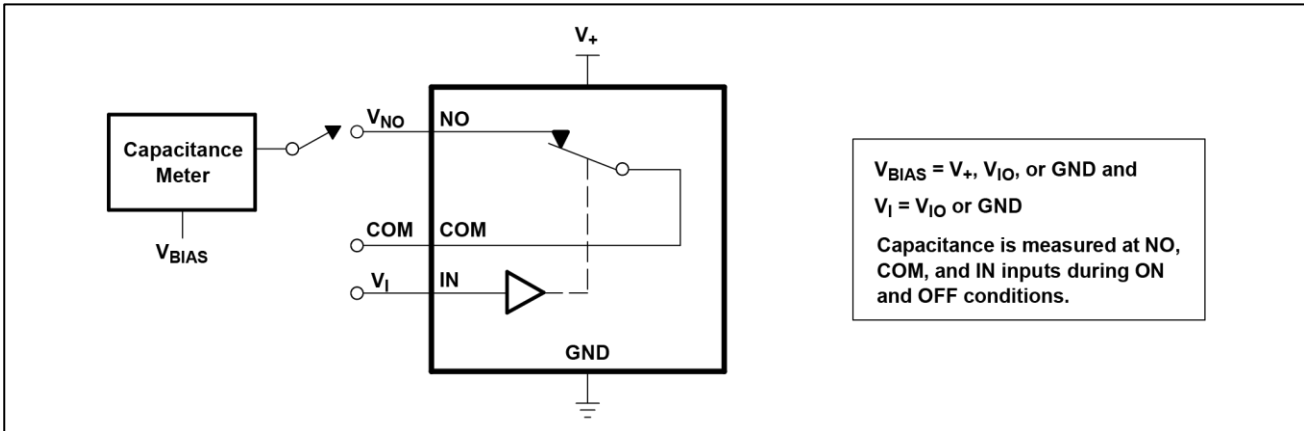 V+
VNO
NO
Capacitance
Meter
VBIAS
COM
COM
VI
IN
GND
VBIAS = V+, VIO, or GND and
VI = VIO or GND
Capacitance is measured at NO,
COM, and IN inputs during ON
and OFF conditions.